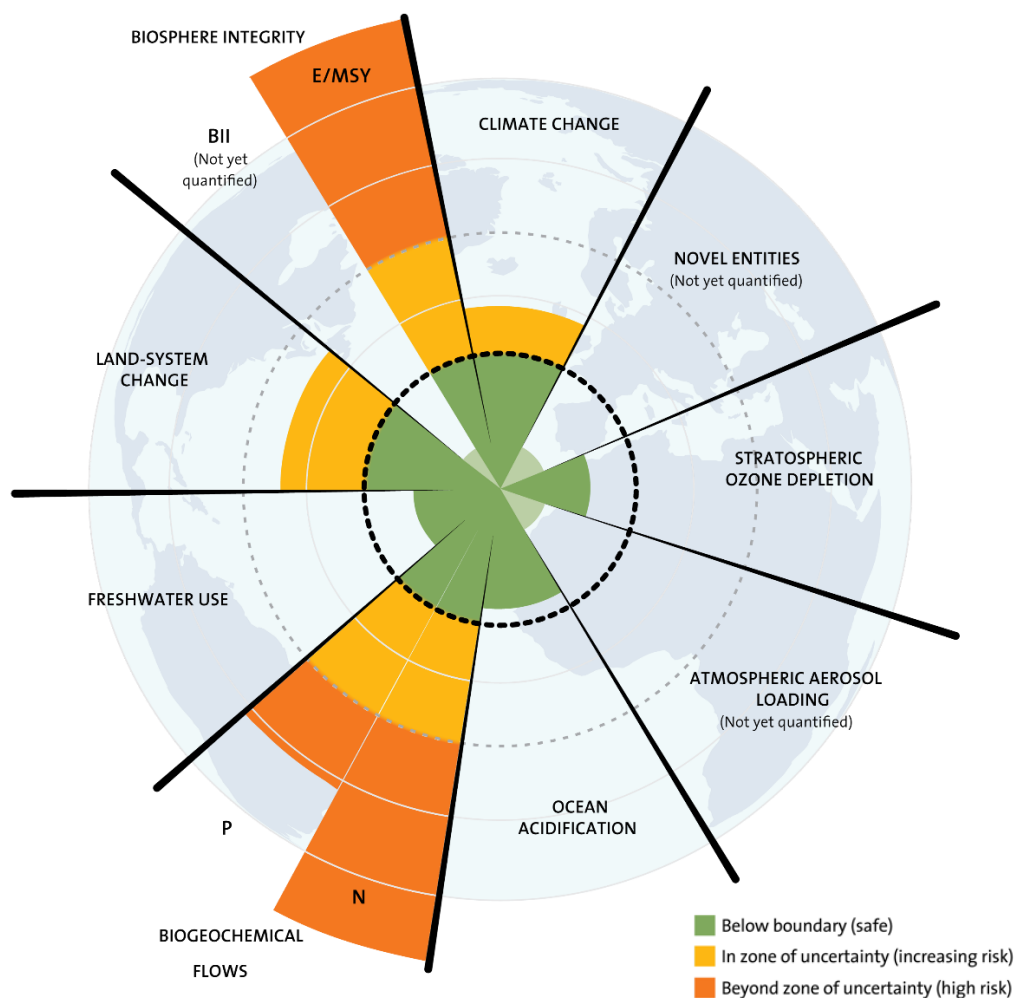 BIOSPHERE INTEGRITY
E/MSY
CLIMATE CHANGE
BII
(Not yet
quantified)
NOVEL ENTITIES
(Not yet quantified)
LAND-SYSTEM
CHANGE
STRATOSPHERIC
OZONE DEPLETION
FRESHWATER USE
ATMOSPHERIC AEROSOL
LOADING
(Not yet quantified)
OCEAN
ACIDIFICATION
P
N
BIOGEOCHEMICAL
FLOWS
Below boundary (safe)
In zone of uncertainty (increasing risk)
Beyond zone of uncertainty (high risk)